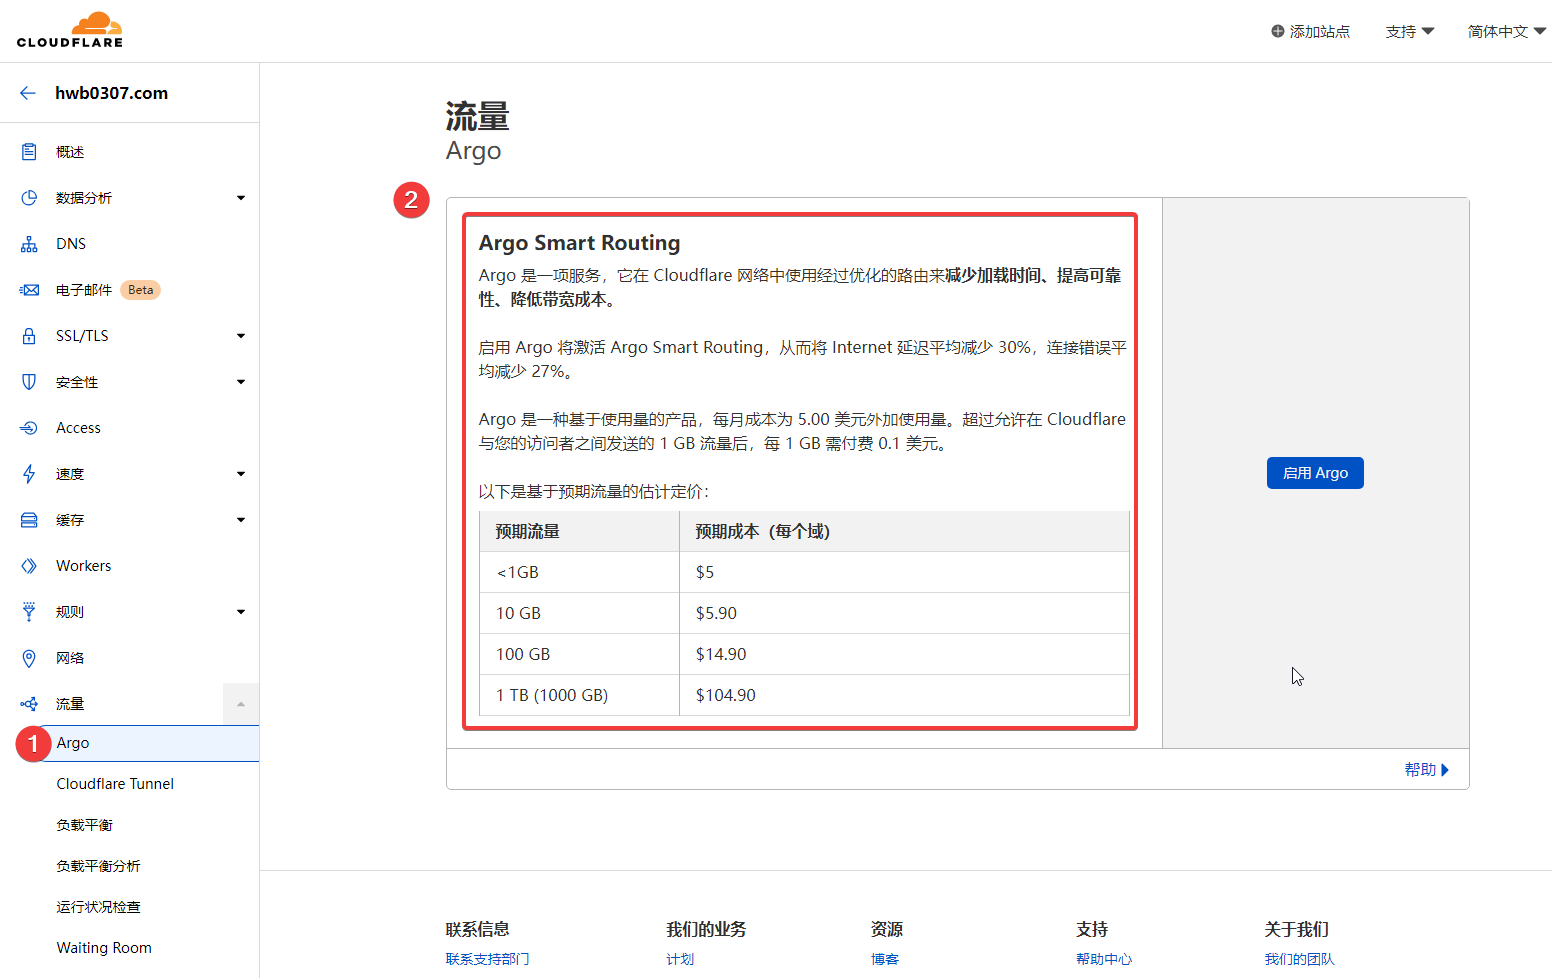 CLOUDFLARE
添加站点
支持
简体中文
hwb0307.com
概述
数据分析
DNS
电子邮件 Beta
SSL/TLS
安全性
Access
速度
缓存
Workers
规则
网络
流量
1
Argo
Cloudflare Tunnel
负载平衡
负载平衡分析
运行状况检查
Waiting Room
流量
Argo
2
Argo Smart Routing
Argo 是一项服务，它在 Cloudflare 网络中使用经过优化的路由来减少加载时间、提高可靠
性、降低带宽成本。
启用 Argo 将激活 Argo Smart Routing，从而将 Internet 延迟平均减少 30%，连接错误平
均减少 27%。
Argo 是一种基于使用量的产品，每月成本为 5.00 美元外加使用量。超过允许在 Cloudflare
与您的访问者之间发送的 1 GB 流量后，每 1 GB 需付费 0.1 美元。
以下是基于预期流量的估计定价：
预期流量 预期成本（每个域）
<1GB $5
10 GB $5.90
100 GB $14.90
1 TB (1000 GB) $104.90
启用 Argo
帮助
联系信息 我们的业务 资源 支持 关于我们
联系支持部门 计划 博客 帮助中心 我们的团队